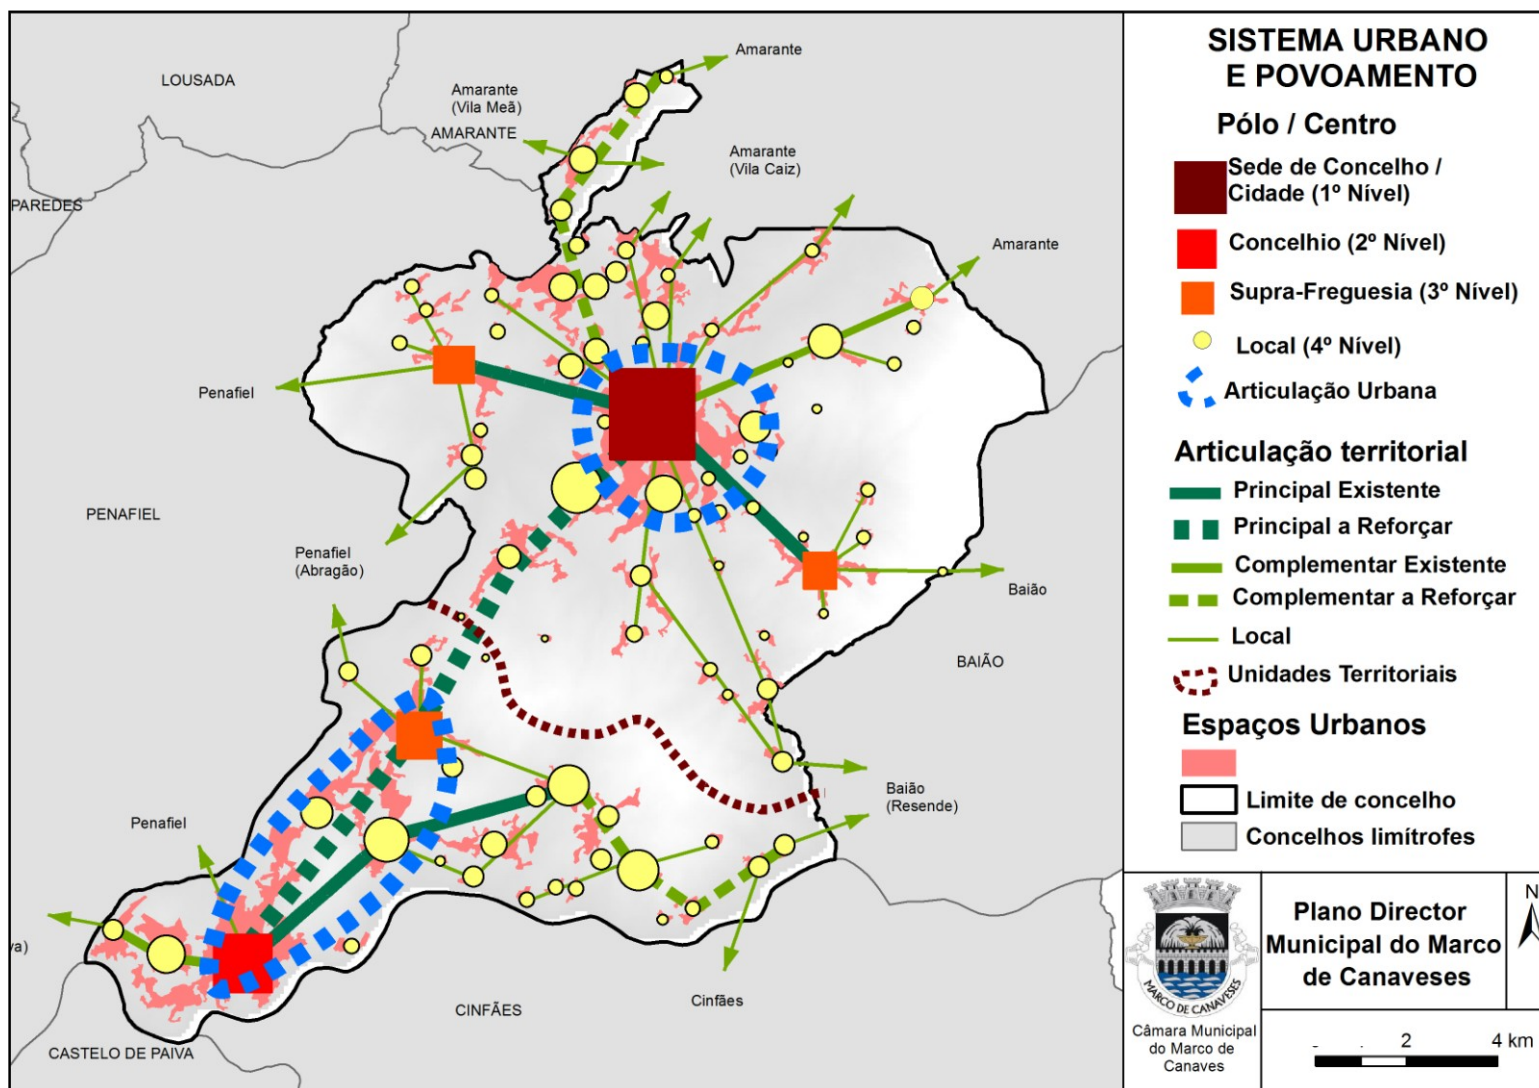 LOUSADA
Amarante
Amarante
(Vila Meã)
AMARANTE
Amarante
(Vila Caiz)
PAREDES
Amarante
Penafiel
PENAFIEL
Penafiel
(Abragão)
Baião
BAIÃO
Baião
(Resende)
Penafiel
va)
CINFÃES
Cinfães
CASTELO DE PAIVA
SISTEMA URBANO
E POVOAMENTO
Pólo / Centro
Sede de Concelho /
Cidade (1º Nível)
Concelhio (2º Nível)
Supra-Freguesia (3º Nível)
Local (4º Nível)
Articulação Urbana
Articulação territorial
Principal Existente
Principal a Reforçar
Complementar Existente
Complementar a Reforçar
Local
Unidades Territoriais
Espaços Urbanos
Limite de concelho
Concelhos limítrofes
MARCO DE CANAVESES
Câmara Municipal
do Marco de
Canaves
Plano Director
Municipal do Marco
de Canaveses
N
2 4 km